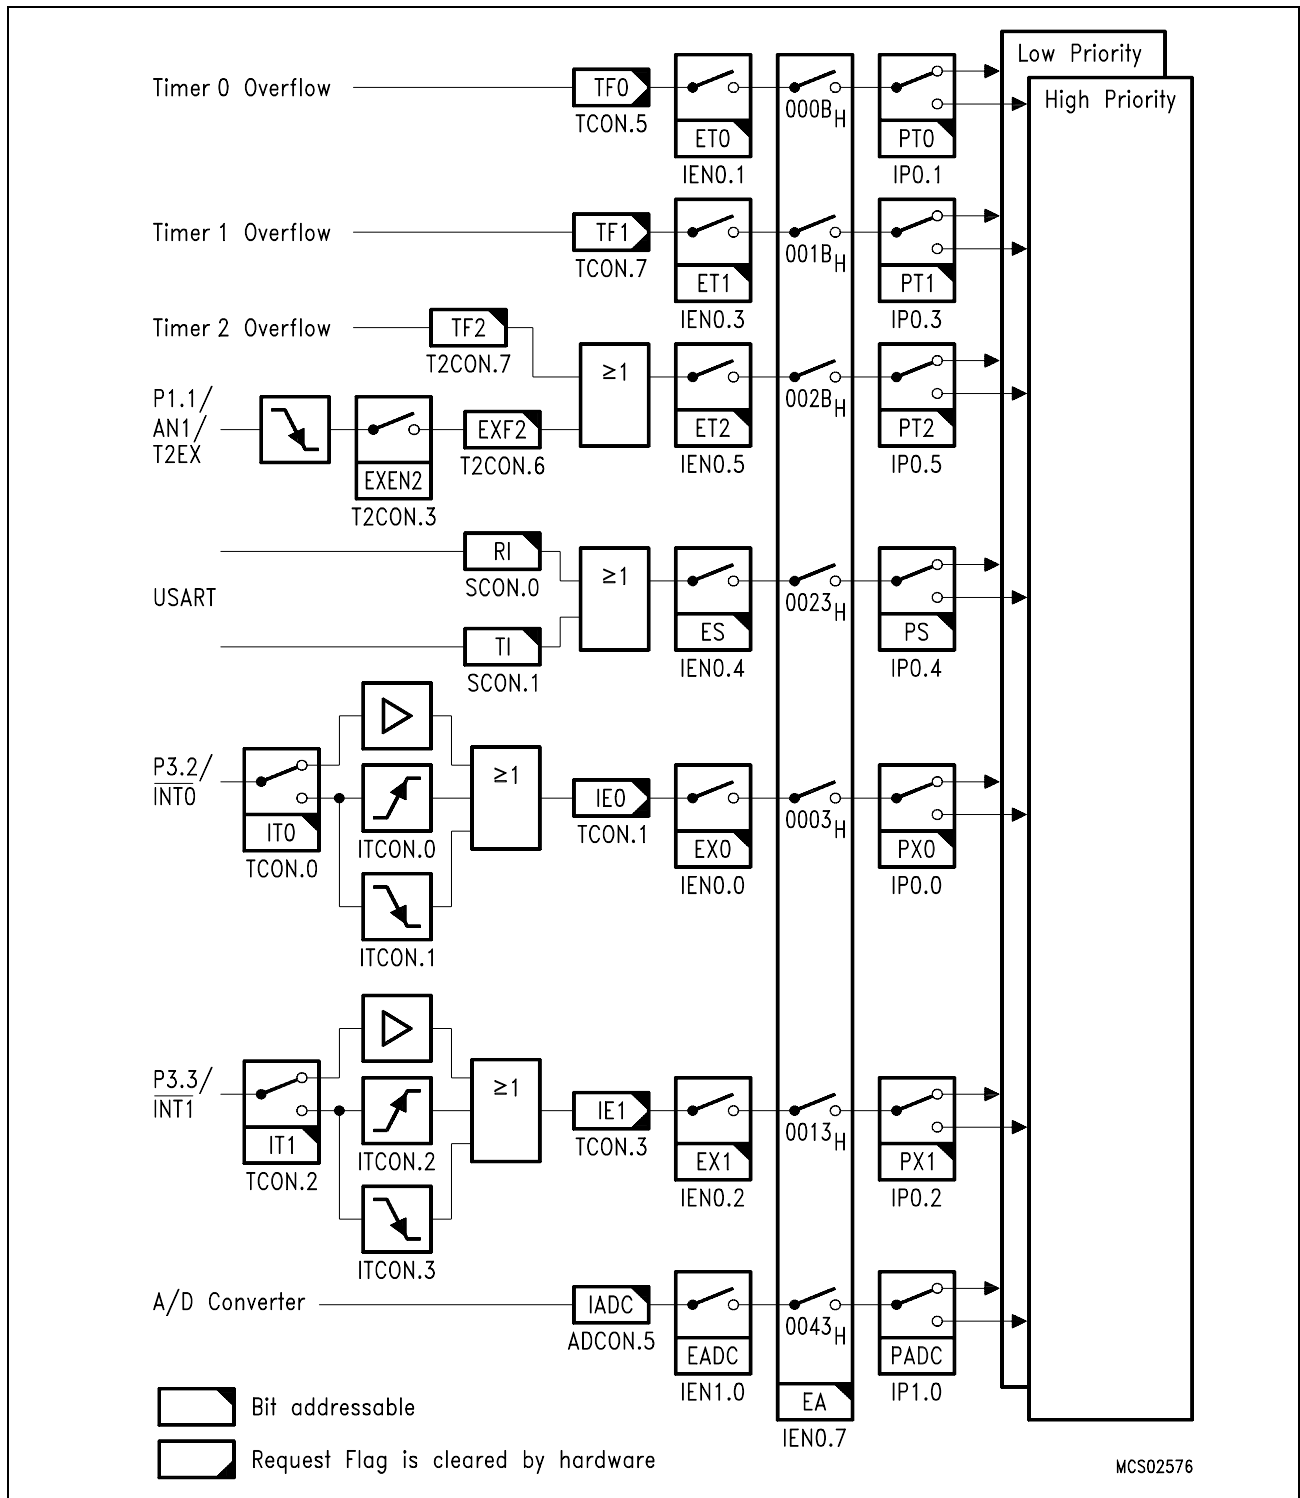 Low Priority
High Priority
Timer 0 Overflow
TF0
TCON.5
ET0
IEN0.1
000BH
PT0
IP0.1
Timer 1 Overflow
TF1
TCON.7
ET1
IEN0.3
001BH
PT1
IP0.3
Timer 2 Overflow
TF2
T2CON.7
P1.1/
AN1/
T2EX
EXEN2
T2CON.3
EXF2
T2CON.6
≥1
ET2
IEN0.5
002BH
PT2
IP0.5
USART
RI
SCON.0
TI
SCON.1
≥1
ES
IEN0.4
0023H
PS
IP0.4
P3.2/
INT0
IT0
TCON.0
ITCON.0
ITCON.1
≥1
IE0
TCON.1
EX0
IEN0.0
0003H
PX0
IP0.0
P3.3/
INT1
IT1
TCON.2
ITCON.2
ITCON.3
≥1
IE1
TCON.3
EX1
IEN0.2
0013H
PX1
IP0.2
A/D Converter
IADC
ADCON.5
EADC
IEN1.0
0043H
PADC
IP1.0
EA
IEN0.7
Bit addressable
Request Flag is cleared by hardware
MCS02576